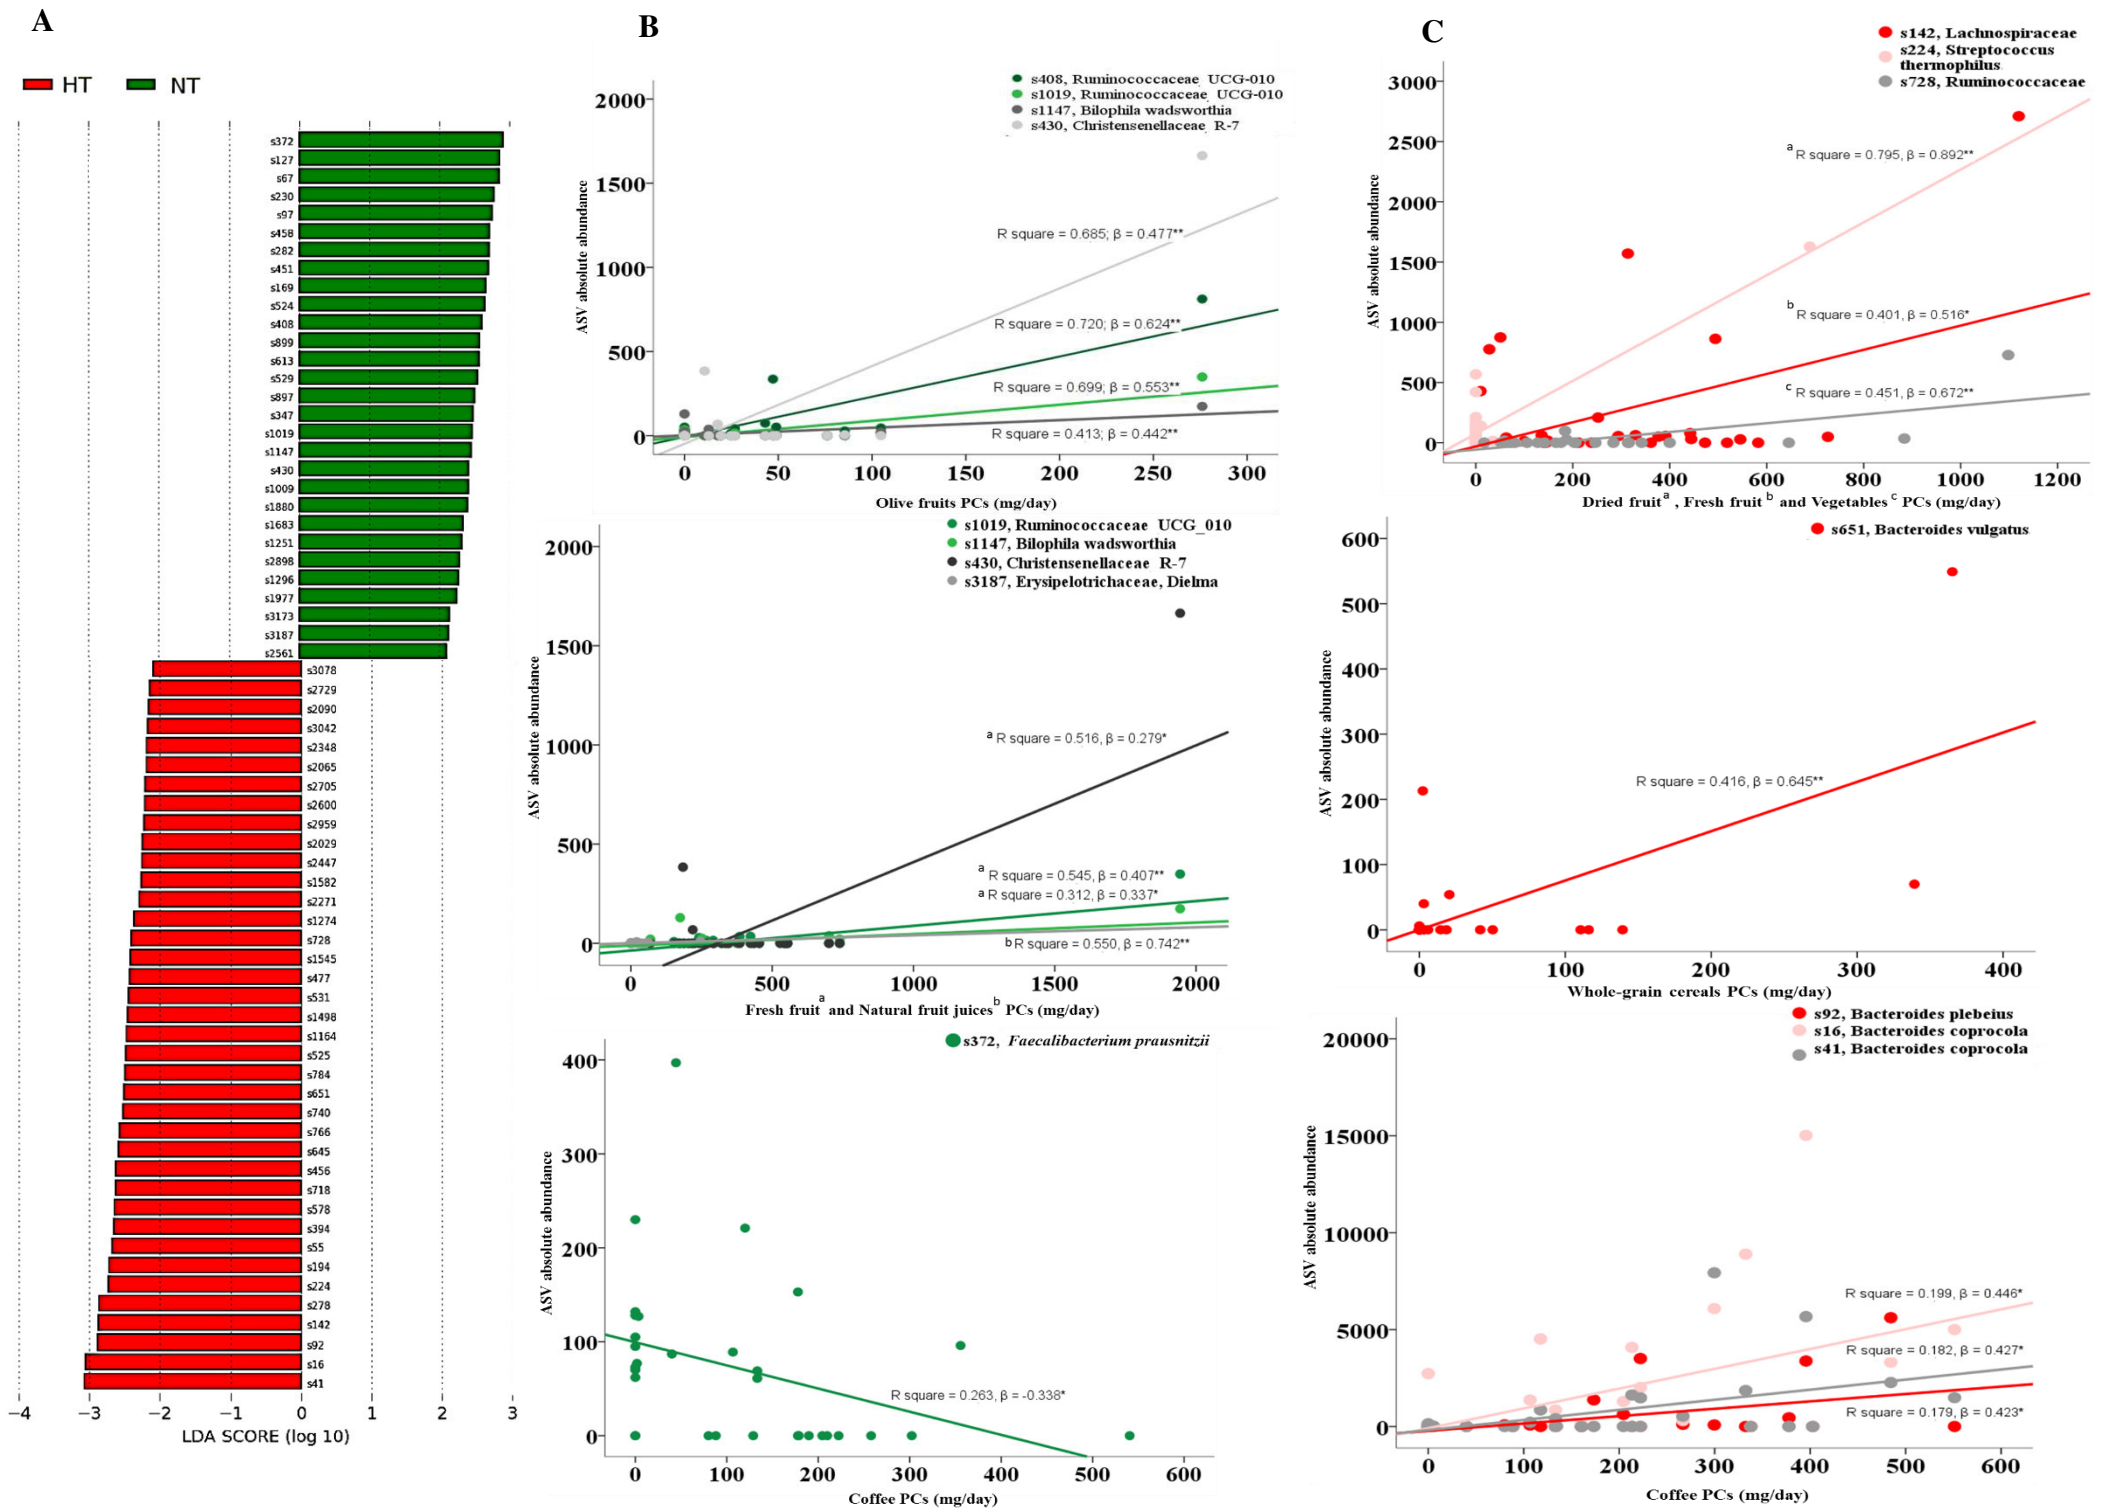 A
HT NT
s372
s127
s67
s230
s97
s458
s282
s451
s169
s524
s408
s899
s613
s529
s897
s347
s1019
s1147
s430
s1009
s1880
s1683
s1251
s2898
s1296
s1977
s3173
s3187
s2561
s3078
s2729
s2090
s3042
s2348
s2065
s2705
s2600
s2959
s2029
s2447
s1582
s2271
s1274
s728
s1545
s477
s531
s1498
s1164
s525
s784
s651
s740
s766
s645
s456
s718
s578
s394
s55
s194
s224
s278
s142
s92
s16
s41
−4 −3 −2 −1 0 1 2 3
LDA SCORE (log 10)
B
s408, Ruminococcaceae UCG-010
s1019, Ruminococcaceae UCG-010
s1147, Bilophila wadsworthia
s430, Christensenellaceae R-7
ASV absolute abundance
2000
1500
1000
500
0
R square = 0.685; β = 0.477**
R square = 0.720; β = 0.624**
R square = 0.699; β = 0.553**
R square = 0.413; β = 0.442**
0 50 100 150 200 250 300
Olive fruits PCs (mg/day)
s1019, Ruminococcaceae UCG_010
s1147, Bilophila wadsworthia
s430, Christensenellaceae R-7
s3187, Erysipelotrichaceae, Dielma
ASV absolute abundance
2000
1500
1000
500
0
a R square = 0.516, β = 0.279*
a R square = 0.545, β = 0.407**
a R square = 0.312, β = 0.337*
b R square = 0.550, β = 0.742**
0 500 1000 1500 2000
Fresh fruit a and Natural fruit juices b PCs (mg/day)
s372, Faecalibacterium prausnitzii
ASV absolute abundance
400
300
200
100
0
R square = 0.263, β = -0.338*
0 100 200 300 400 500 600
Coffee PCs (mg/day)
C
s142, Lachnospiraceae
s224, Streptococcus
thermophilus
s728, Ruminococcaceae
ASV absolute abundance
3000
2500
2000
1500
1000
500
0
a R square = 0.795, β = 0.892**
b R square = 0.401, β = 0.516*
c R square = 0.451, β = 0.672**
0 200 400 600 800 1000 1200
Dried fruit a , Fresh fruit b and Vegetables c PCs (mg/day)
s651, Bacteroides vulgatus
ASV absolute abundance
600
500
400
300
200
100
0
R square = 0.416, β = 0.645**
0 100 200 300 400
Whole-grain cereals PCs (mg/day)
s92, Bacteroides plebeius
s16, Bacteroides coprocola
s41, Bacteroides coprocola
ASV absolute abundance
20000
15000
10000
5000
0
R square = 0.199, β = 0.446*
R square = 0.182, β = 0.427*
R square = 0.179, β = 0.423*
0 100 200 300 400 500 600
Coffee PCs (mg/day)